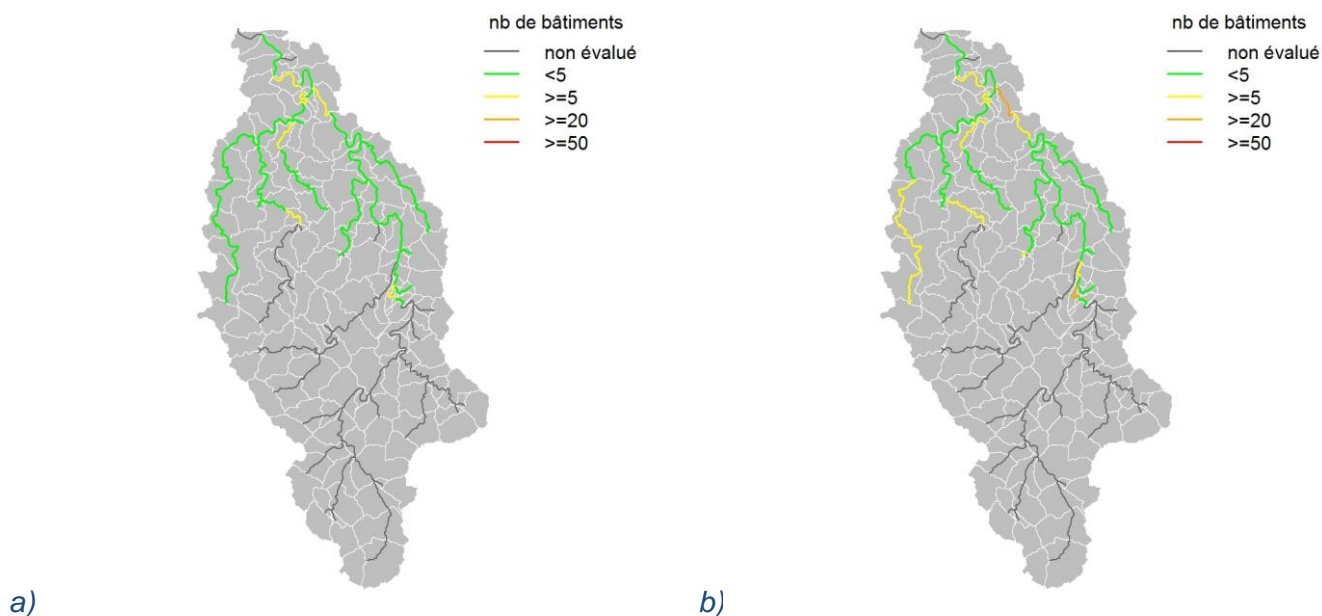 nb de bâtiments
non évalué
<5
>=5
>=20
>=50
nb de bâtiments
non évalué
<5
>=5
>=20
>=50
a)
b)